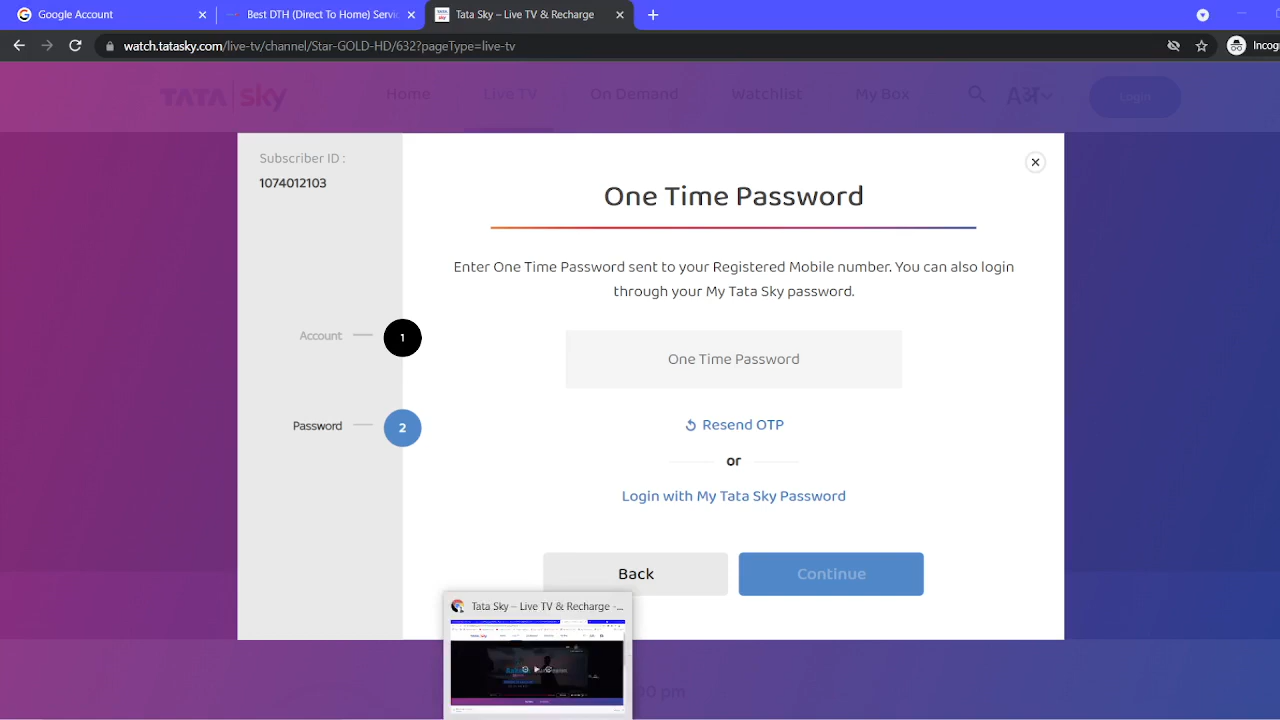 Google Account
Best DTH (Direct To Home) Servic
Tata Sky – Live TV & Recharge
watch.tatasky.com/live-tv/channel/Star-GOLD-HD/632?pageType=live-tv
Incog
TATA sky
Home
Live TV
On Demand
Watchlist
My Box
Aअ
Login
Subscriber ID :
1074012103
One Time Password
Enter One Time Password sent to your Registered Mobile number. You can also login
through your My Tata Sky password.
Account
1
One Time Password
Password
2
Resend OTP
or
Login with My Tata Sky Password
Back
Continue
Tata Sky – Live TV & Recharge -...
pm